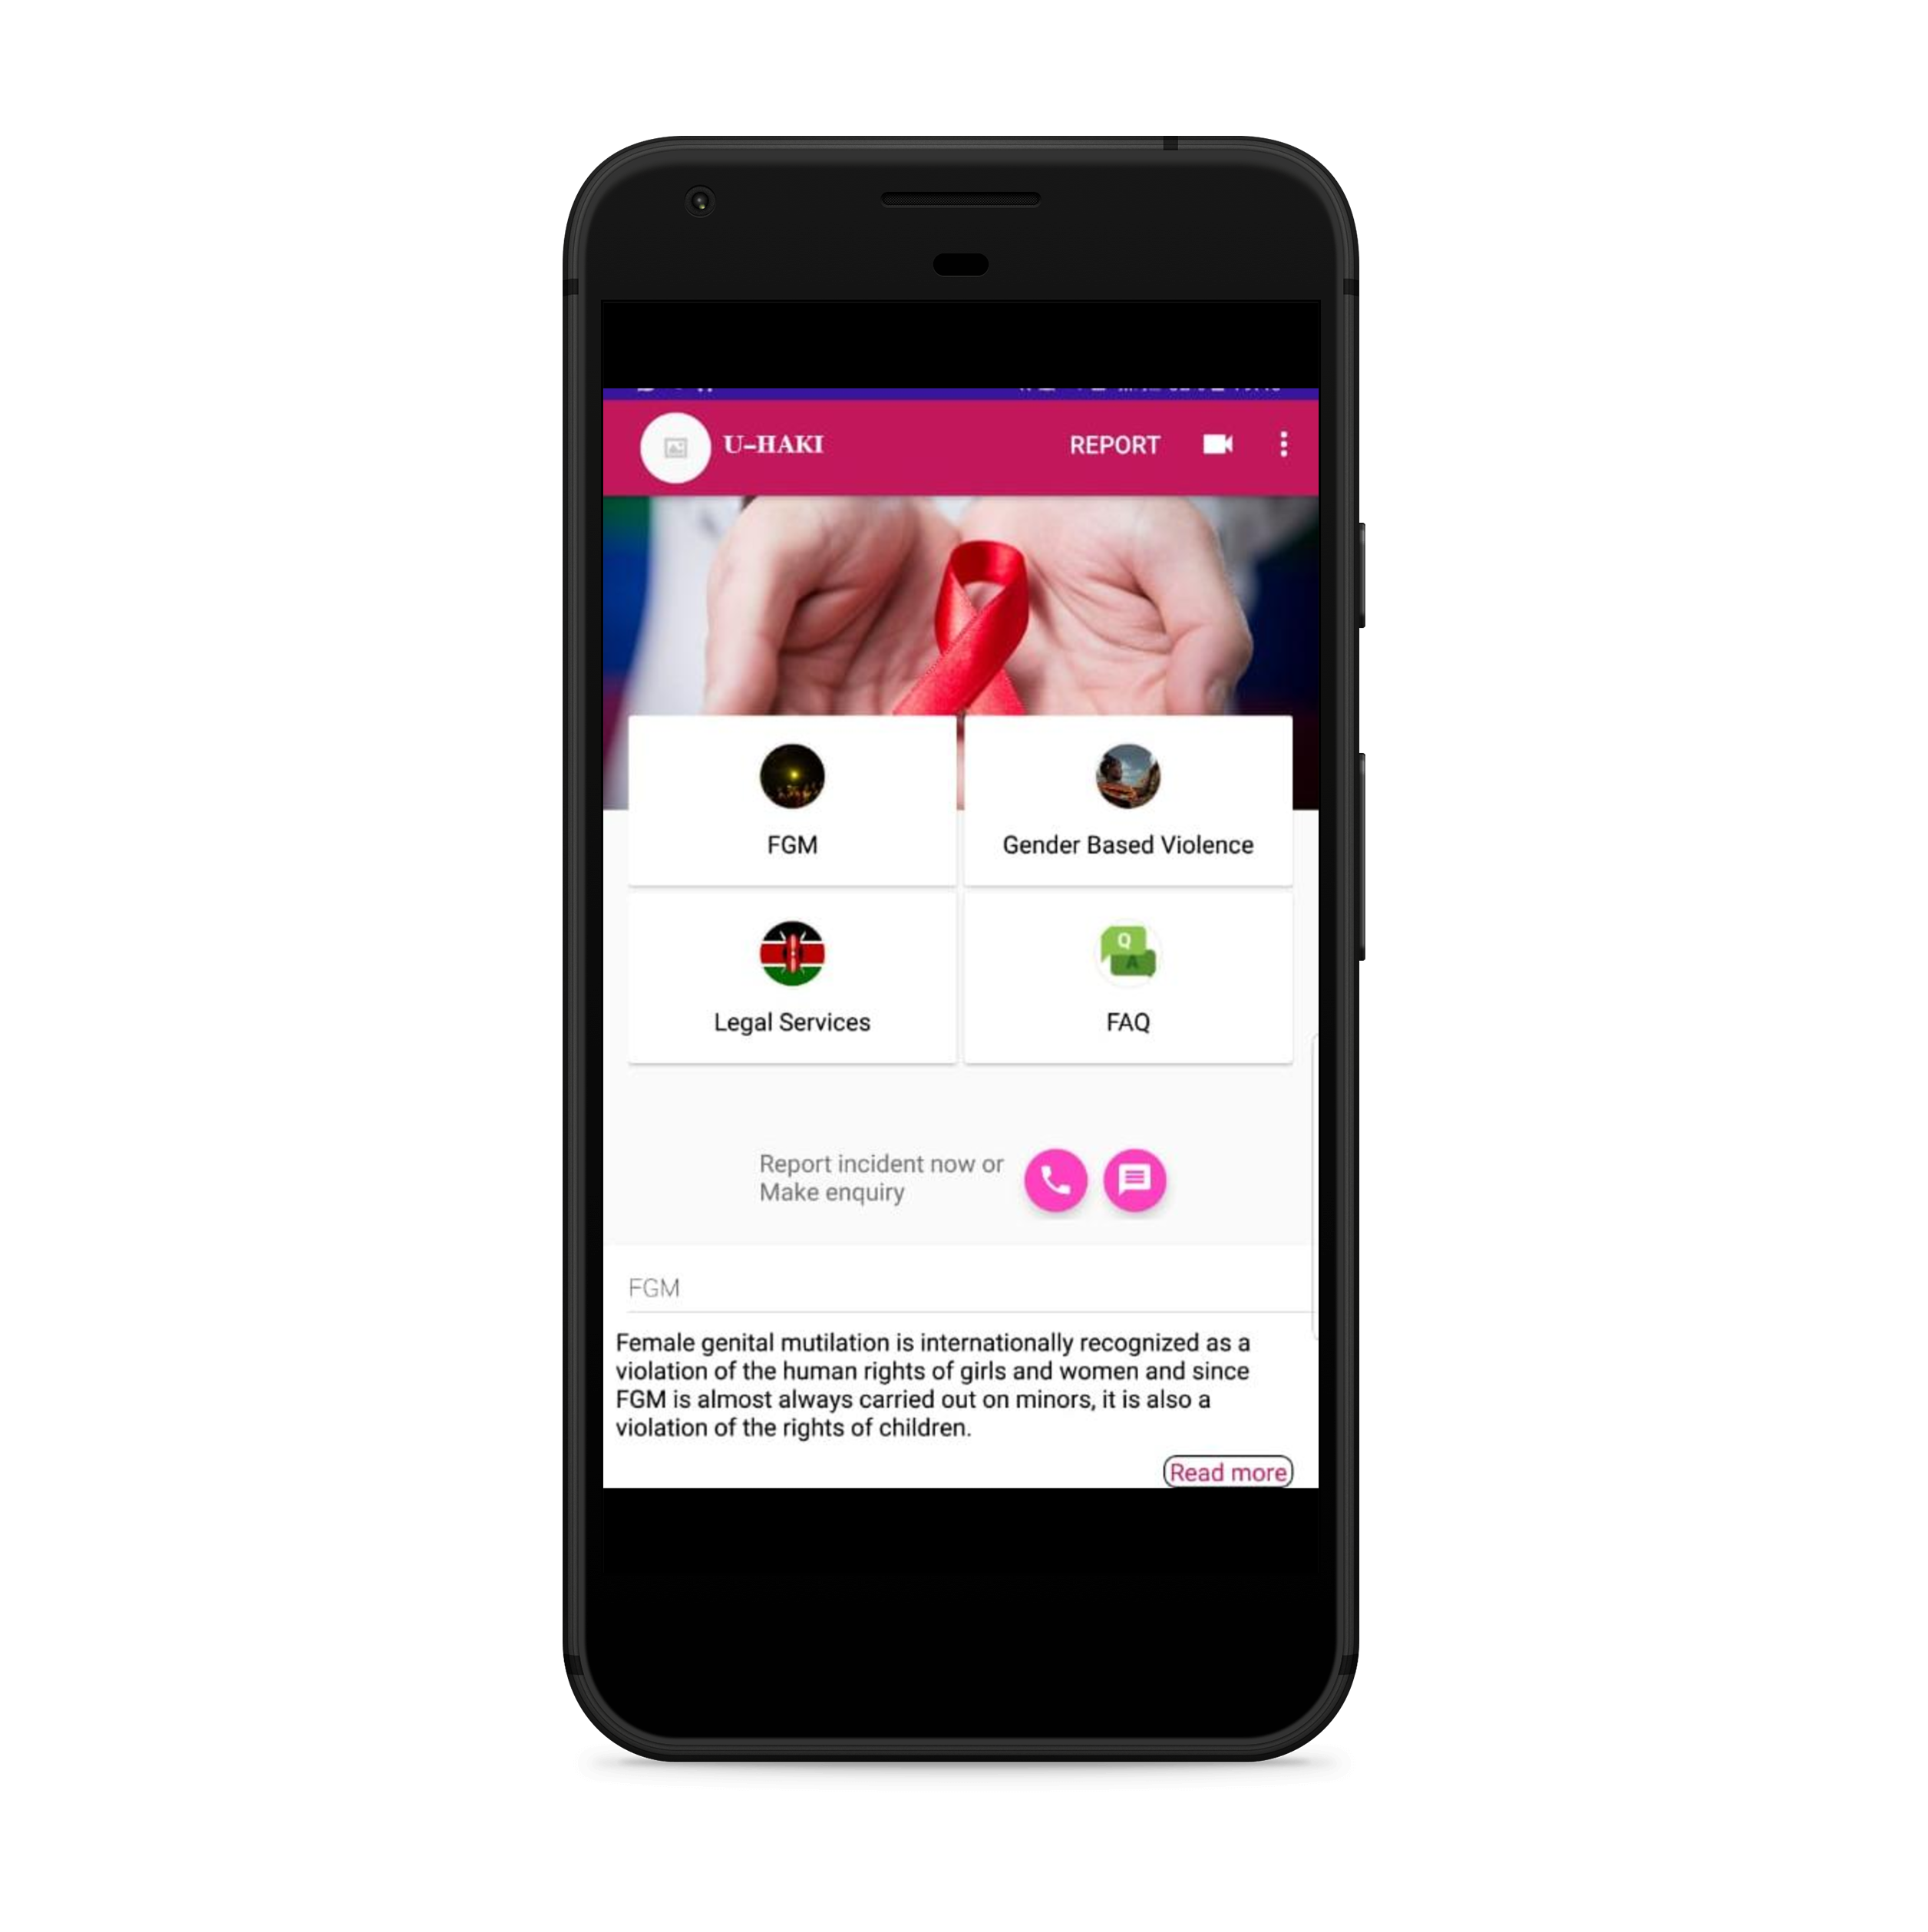 U-HAKI
REPORT
FGM
Gender Based Violence
Legal Services
Q
A
FAQ
Report incident now or
Make enquiry
FGM
Female genital mutilation is internationally recognized as a
violation of the human rights of girls and women and since
FGM is almost always carried out on minors, it is also a
violation of the rights of children.
Read more